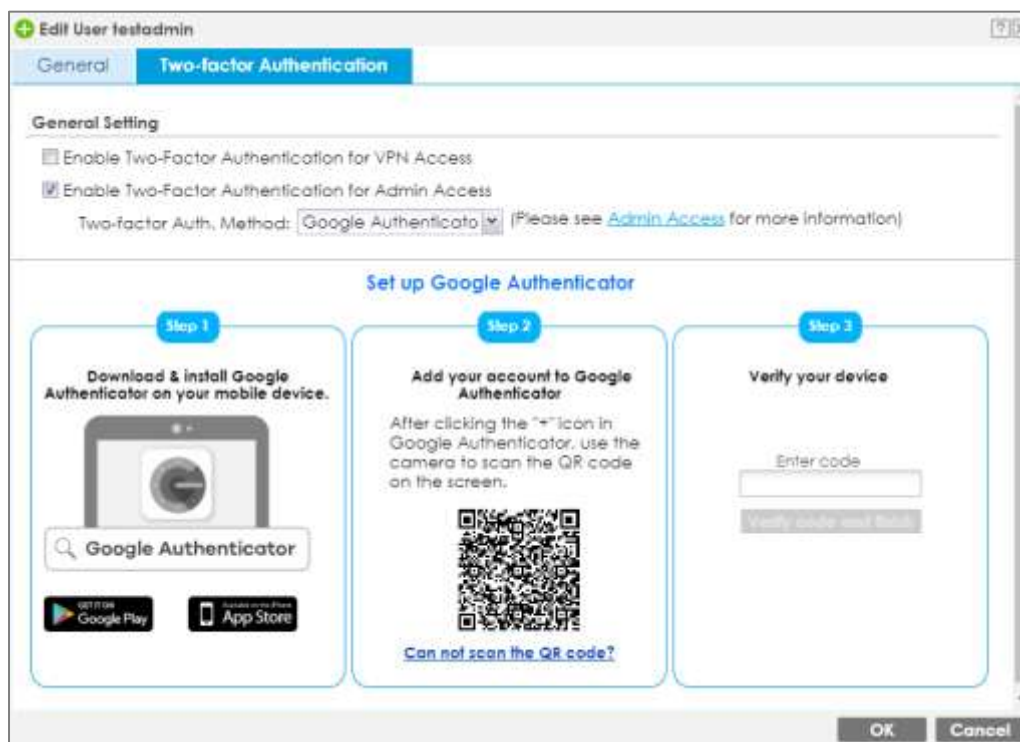 Edit User testadmin
General
Two-factor Authentication
General Setting
Enable Two-Factor Authentication for VPN Access
Enable Two-Factor Authentication for Admin Access
Two-factor Auth. Method: Google Authenticato (Please see Admin Access for more information)
Set up Google Authenticator
Step 1
Download & install Google
Authenticator on your mobile device.
Google Authenticator
GET IT ON
Google Play
Available on the iPhone
App Store
Step 2
Add your account to Google
Authenticator
After clicking the "+" icon in
Google Authenticator, use the
camera to scan the QR code
on the screen.
Can not scan the QR code?
Step 3
Verify your device
Enter code
Verify code and finish
OK
Cancel